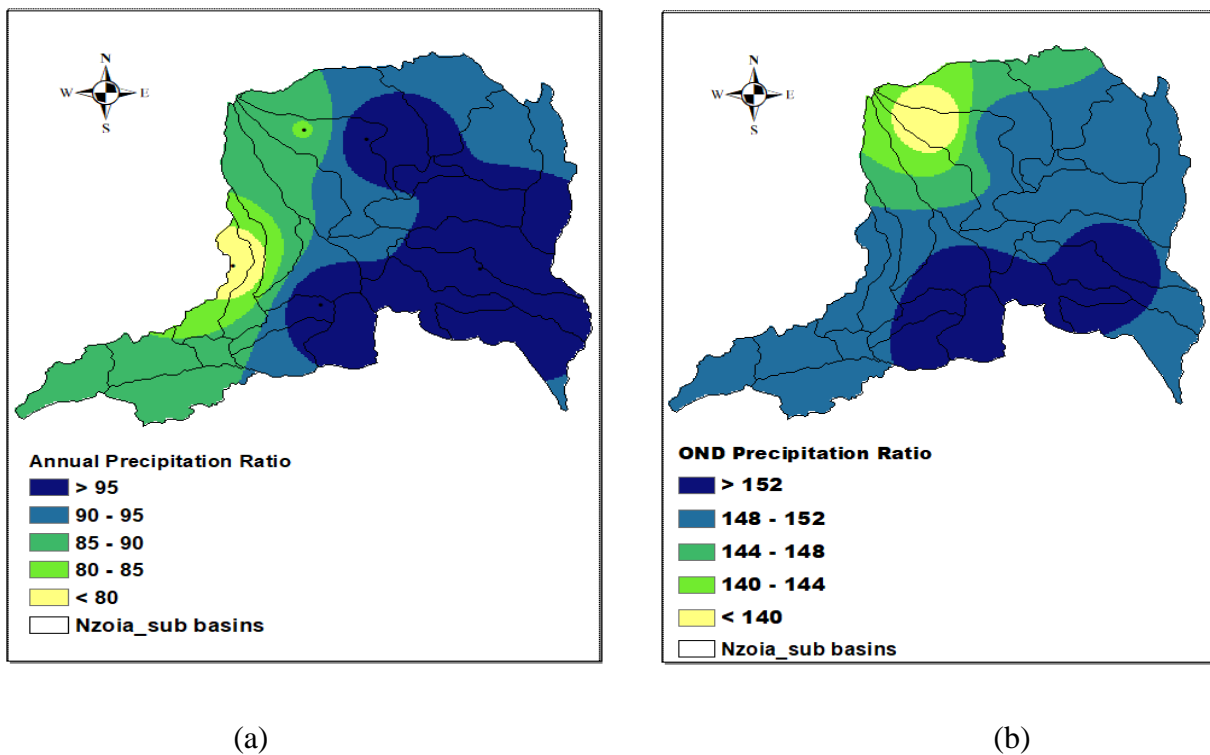 N
W E
S
Annual Precipitation Ratio
> 95
90 - 95
85 - 90
80 - 85
< 80
Nzoia_sub basins
N
W E
S
OND Precipitation Ratio
> 152
148 - 152
144 - 148
140 - 144
< 140
Nzoia_sub basins
(a) (b)